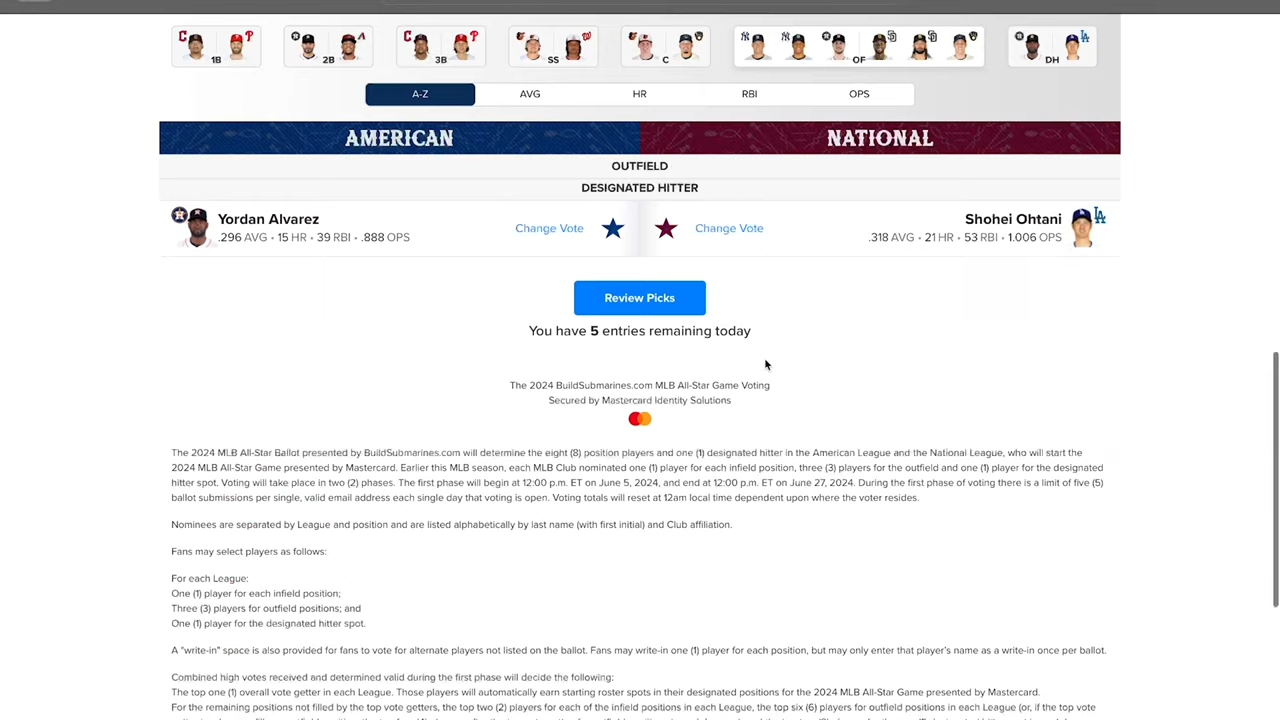 1B 2B 3B SS C OF DH
A-Z AVG HR RBI OPS
AMERICAN NATIONAL
OUTFIELD
DESIGNATED HITTER
Yordan Alvarez Change Vote Change Vote Shohei Ohtani
.296 AVG • 15 HR • 39 RBI • .888 OPS .318 AVG • 21 HR • 53 RBI • 1.006 OPS
Review Picks
You have 5 entries remaining today
The 2024 BuildSubmarines.com MLB All-Star Game Voting
Secured by Mastercard Identity Solutions
The 2024 MLB All-Star Ballot presented by BuildSubmarines.com will determine the eight (8) position players and one (1) designated hitter in the American League and the National League, who will start the
2024 MLB All-Star Game presented by Mastercard. Earlier this MLB season, each MLB Club nominated one (1) player for each infield position, three (3) players for the outfield and one (1) player for the designated
hitter spot. Voting will take place in two (2) phases. The first phase will begin at 12:00 p.m. ET on June 5, 2024, and end at 12:00 p.m. ET on June 27, 2024. During the first phase of voting there is a limit of five (5)
ballot submissions per single, valid email address each single day that voting is open. Voting totals will reset at 12am local time dependent upon where the voter resides.
Nominees are separated by League and position and are listed alphabetically by last name (with first initial) and Club affiliation.
Fans may select players as follows:
For each League:
One (1) player for each infield position;
Three (3) players for outfield positions; and
One (1) player for the designated hitter spot.
A "write-in" space is also provided for fans to vote for alternate players not listed on the ballot. Fans may write-in one (1) player for each position, but may only enter that player's name as a write-in once per ballot.
Combined high votes received and determined valid during the first phase will decide the following:
The top one (1) overall vote getter in each League. Those players will automatically earn starting roster spots in their designated positions for the 2024 MLB All-Star Game presented by Mastercard.
For the remaining positions not filled by the top vote getters, the top two (2) players for each of the infield positions in each League, the top six (6) players for outfield positions in each League (or, if the top vote